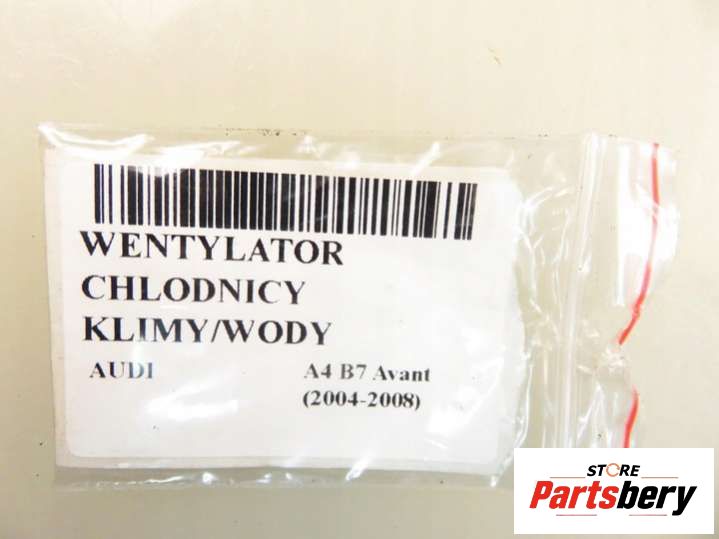 WENTYLATOR
CHLODNICY
KLIMY/WODY
AUDI A4 B7 Avant
(2004-2008)
STORE
Partsbery